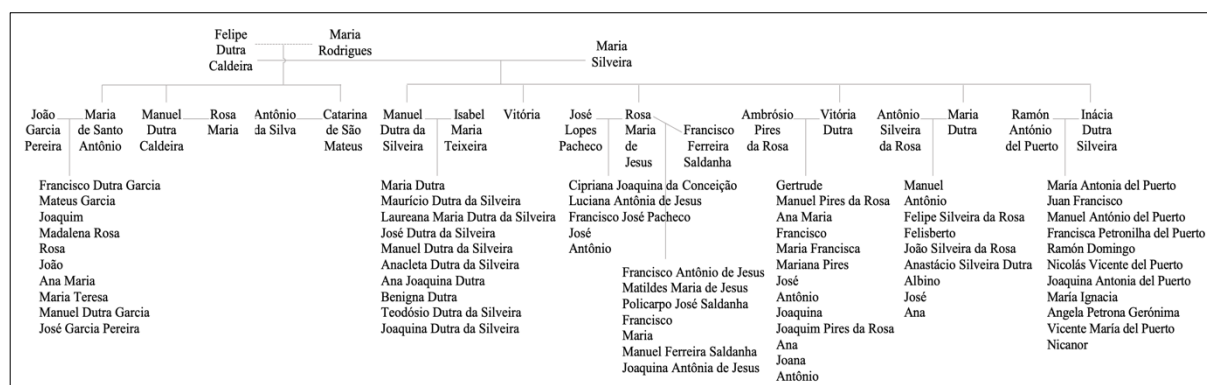 Felipe
Dutra
Caldeira
Maria
Rodrigues
Maria
Silveira
João
Garcia
Pereira
Maria
de Santo
Antônio
Manuel
Dutra
Caldeira
Rosa
Maria
Antônio
da Silva
Catarina
de São
Mateus
Manuel
Dutra da
Silveira
Isabel
Maria
Teixeira
Vitória
José
Lopes
Pacheco
Rosa
Maria
de
Jesus
Francisco
Ferreira
Saldanha
Ambrósio
Pires
da Rosa
Vitória
Dutra
Antônio
Silveira
da Rosa
Maria
Dutra
Ramón
António
del Puerto
Inácia
Dutra
Silveira
Francisco Dutra Garcia
Mateus Garcia
Joaquim
Madalena Rosa
Rosa
João
Ana Maria
Maria Teresa
Manuel Dutra Garcia
José Garcia Pereira
Maria Dutra
Maurício Dutra da Silveira
Laureana Maria Dutra da Silveira
José Dutra da Silveira
Manuel Dutra da Silveira
Anacleta Dutra da Silveira
Ana Joaquina Dutra
Benigna Dutra
Teodósio Dutra da Silveira
Joaquina Dutra da Silveira
Cipriana Joaquina da Conceição
Luciana Antônia de Jesus
Francisco José Pacheco
José
Antônio
Francisco Antônio de Jesus
Matildes Maria de Jesus
Policarpo José Saldanha
Francisco
Maria
Manuel Ferreira Saldanha
Joaquina Antônia de Jesus
Gertrude
Manuel Pires da Rosa
Ana Maria
Francisco
Maria Francisca
Mariana Pires
José
Antônio
Joaquina
Joaquim Pires da Rosa
Ana
Joana
Antônio
Manuel
Antônio
Felipe Silveira da Rosa
Felisberto
João Silveira da Rosa
Anastácio Silveira Dutra
Albino
José
Ana
María Antonia del Puerto
Juan Francisco
Manuel António del Puerto
Francisca Petronilha del Puerto
Ramón Domingo
Nicolás Vicente del Puerto
Joaquina Antonia del Puerto
María Ignacia
Angela Petrona Gerónima
Vicente María del Puerto
Nicanor